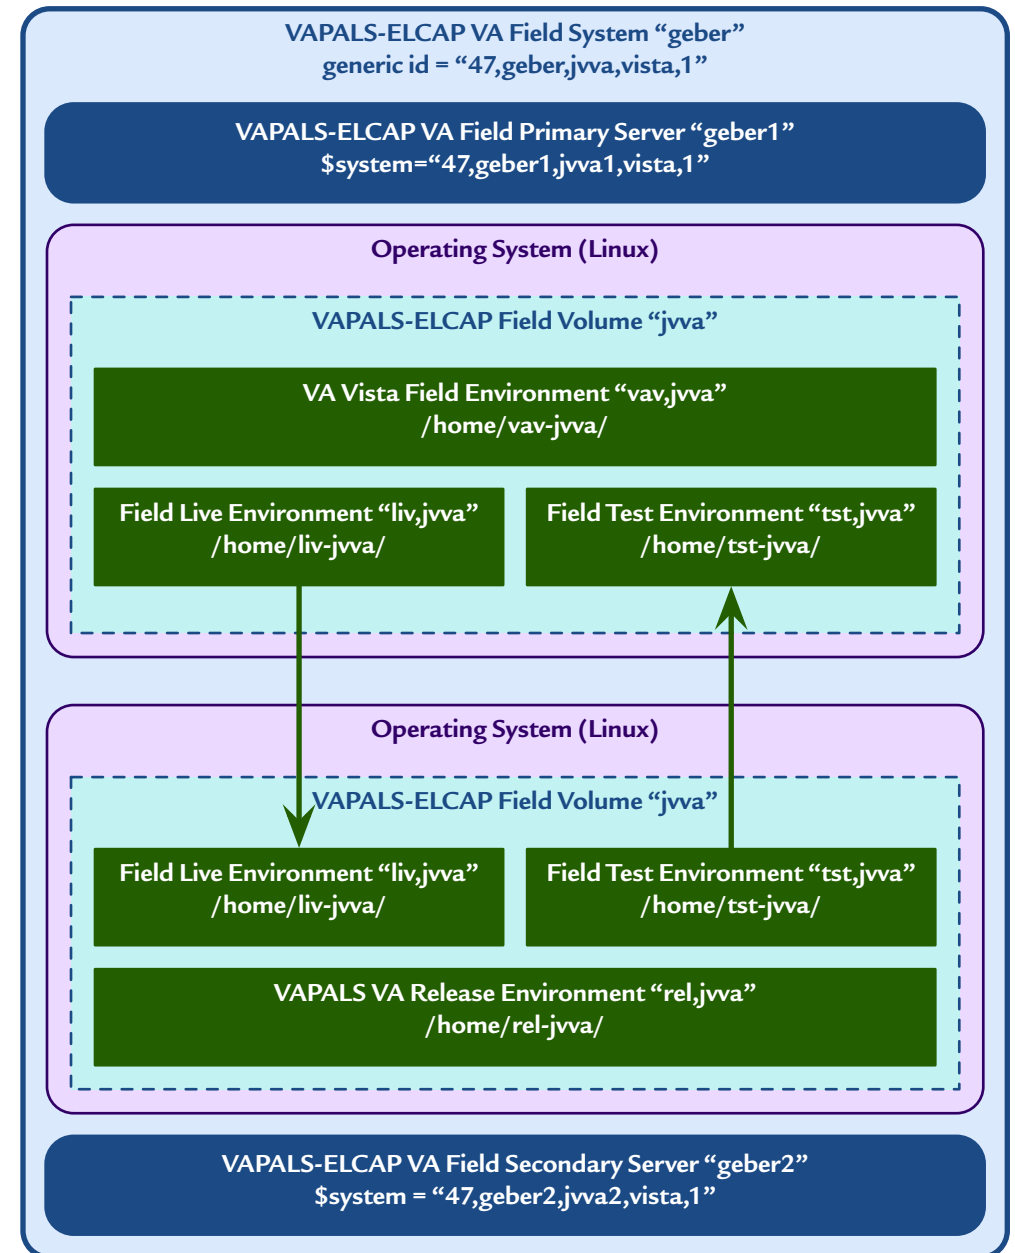 VAPALS-ELCAP VA Field System “geber”
generic id = “47,geber,jvva,vista,1”
VAPALS-ELCAP VA Field Primary Server “geber1”
$system=“47,geber1,jvva1,vista,1”
Operating System (Linux)
VAPALS-ELCAP Field Volume “jvva”
VA Vista Field Environment “vav,jvva”
/home/vav-jvva/
Field Live Environment “liv,jvva”
/home/liv-jvva/
Field Test Environment “tst,jvva”
/home/tst-jvva/
Operating System (Linux)
VAPALS-ELCAP Field Volume “jvva”
Field Live Environment “liv,jvva”
/home/liv-jvva/
Field Test Environment “tst,jvva”
/home/tst-jvva/
VAPALS VA Release Environment “rel,jvva”
/home/rel-jvva/
VAPALS-ELCAP VA Field Secondary Server “geber2”
$system = “47,geber2,jvva2,vista,1”